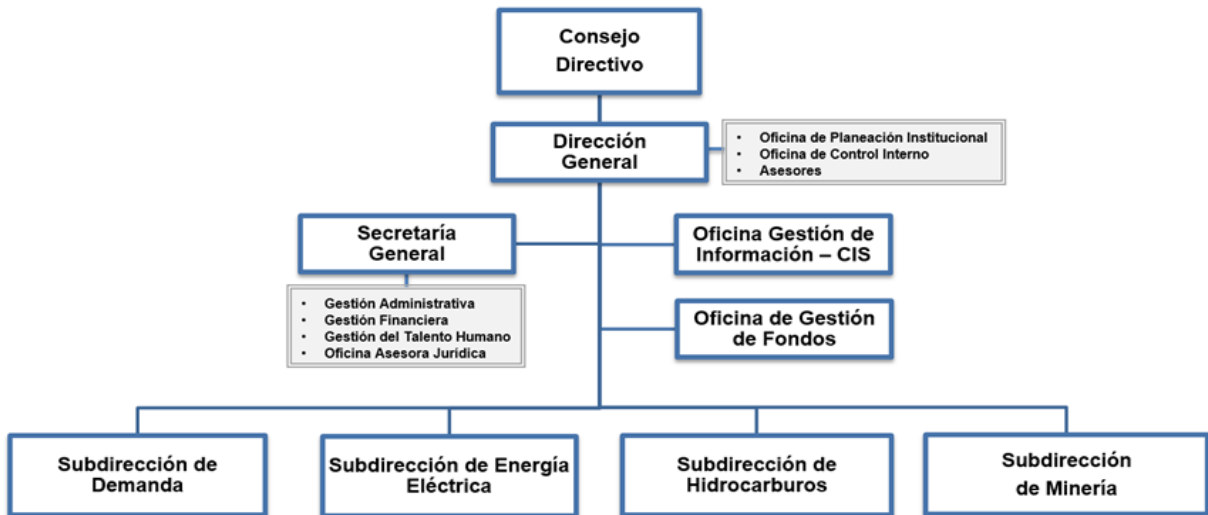 Consejo
Directivo
Dirección
General
• Oficina de Planeación Institucional
• Oficina de Control Interno
• Asesores
Secretaría
General
• Gestión Administrativa
• Gestión Financiera
• Gestión del Talento Humano
• Oficina Asesora Jurídica
Oficina Gestión de
Información – CIS
Oficina de Gestión
de Fondos
Subdirección de
Demanda
Subdirección de Energía
Eléctrica
Subdirección de
Hidrocarburos
Subdirección
de Minería